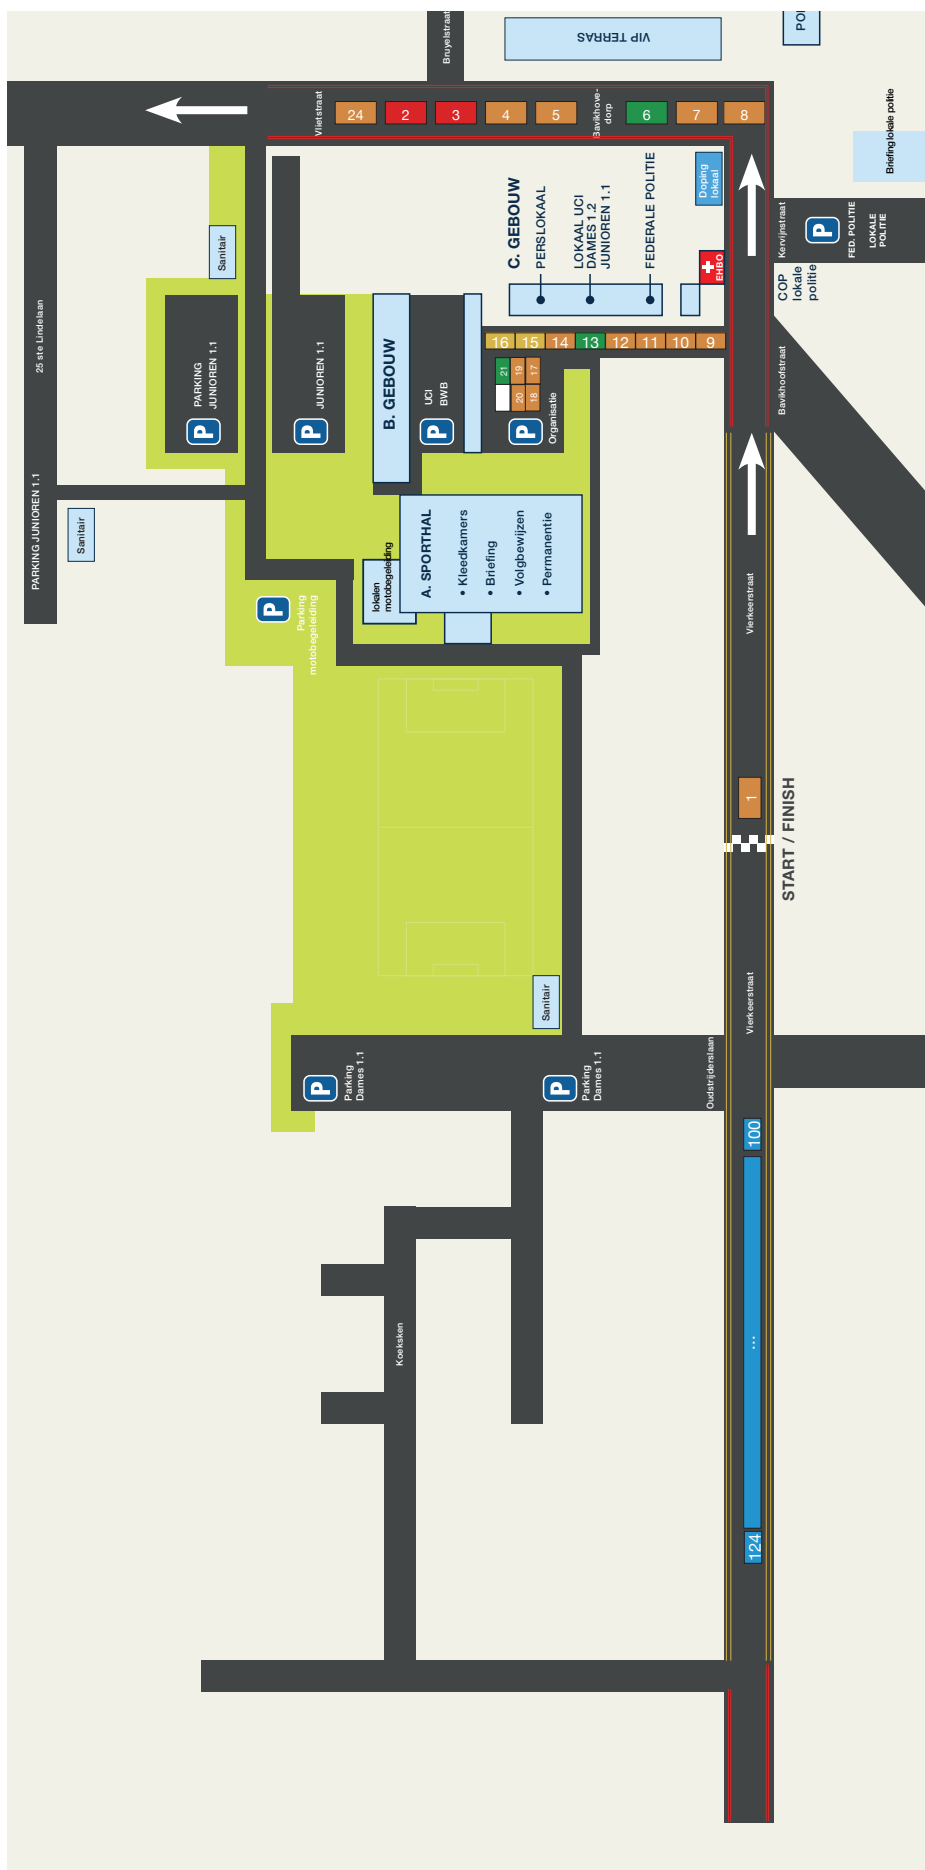 VIP TERRAS
Bruyelstraat
Vlietstraat
24
2
3
4
5
Bavikhove-
dorp
6
7
8
Briefing lokale politie
Doping
lokaal
C. GEBOUW
PERSLOKAAL
LOKAAL UCI
DAMES 1.2
JUNIOREN 1.1
FEDERALE POLITIE
EHBO
Kervijnstraat
P
FED. POLITIE
LOKALE
POLITIE
COP
lokale
politie
Bavikhoofstraat
Sanitair
25 ste Lindelaan
PARKING JUNIOREN 1.1
Sanitair
PARKING
JUNIOREN 1.1
P
JUNIOREN 1.1
P
B. GEBOUW
UCI
BWB
P
16
15
14
13
12
11
10
9
21
19
17
20
18
P
Organisatie
A. SPORTHAL
• Kleedkamers
• Briefing
• Volgbewijzen
• Permanentie
lokalen
motobegeleiding
P
Parking
motobegeleiding
Vierkeerstraat
1
START / FINISH
Vierkeerstraat
Sanitair
P
Parking
Dames 1.1
P
Parking
Dames 1.1
Oudstrijderslaan
100
...
124
Koeksken